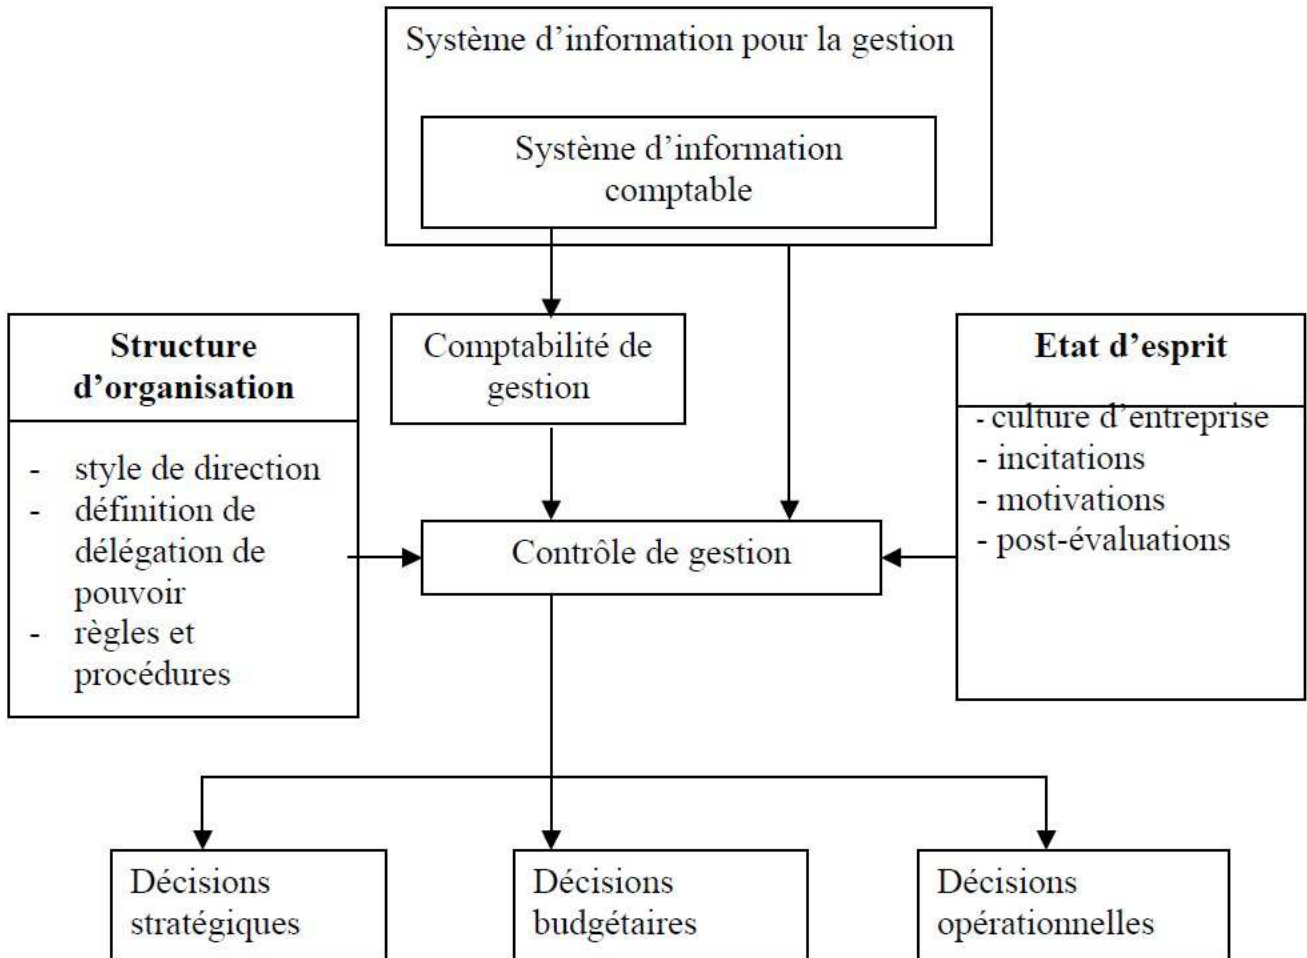 Système d’information pour la gestion
Système d’information
comptable
Structure
d’organisation
- style de direction
- définition de
délégation de
pouvoir
- règles et
procédures
Comptabilité de
gestion
Contrôle de gestion
Etat d’esprit
- culture d’entreprise
- incitations
- motivations
- post-évaluations
Décisions
stratégiques
Décisions
budgétaires
Décisions
opérationnelles